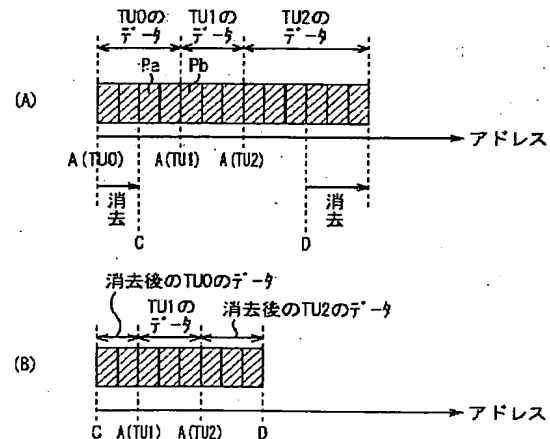 TU0の
データ
TU1の
データ
TU2の
データ
Pa
Pb
(A)
アドレス
A(TU0)
A(TU1)
A(TU2)
消去
消去
C
D
消去後のTU0のデータ
TU1の
データ
消去後のTU2のデータ
(B)
アドレス
C
A(TU1)
A(TU2)
D